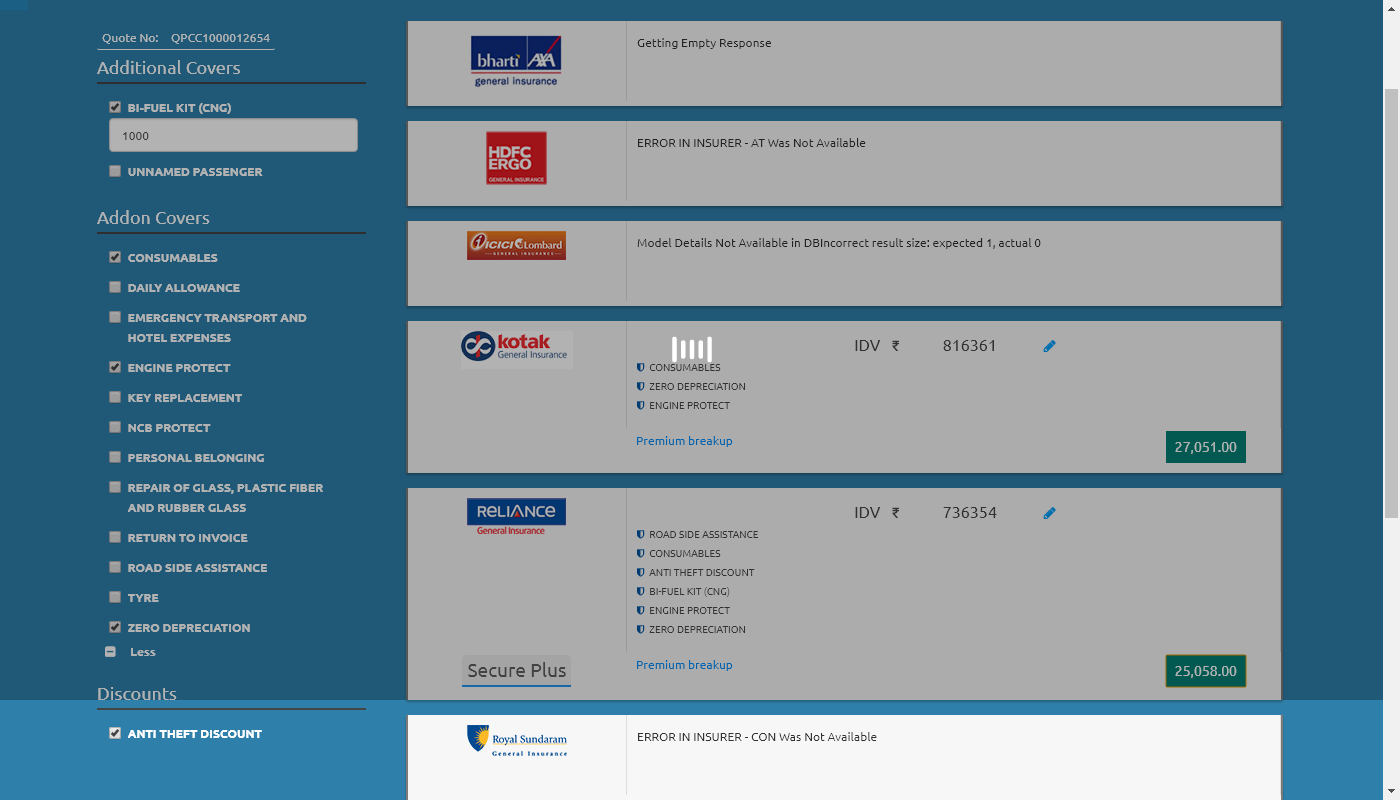 Quote No: QPCC1000012654
Additional Covers
BI-FUEL KIT (CNG)
1000
UNNAMED PASSENGER
Addon Covers
CONSUMABLES
DAILY ALLOWANCE
EMERGENCY TRANSPORT AND
HOTEL EXPENSES
ENGINE PROTECT
KEY REPLACEMENT
NCB PROTECT
PERSONAL BELONGING
REPAIR OF GLASS, PLASTIC FIBER
AND RUBBER GLASS
RETURN TO INVOICE
ROAD SIDE ASSISTANCE
TYRE
ZERO DEPRECIATION
Less
Discounts
ANTI THEFT DISCOUNT
bharti AXA
general insurance
Getting Empty Response
HDFC
ERGO
GENERAL INSURANCE
ERROR IN INSURER - AT Was Not Available
ICICI Lombard
GENERAL INSURANCE
Model Details Not Available in DBIncorrect result size: expected 1, actual 0
kotak
General Insurance
IDV ₹ 816361
CONSUMABLES
ZERO DEPRECIATION
ENGINE PROTECT
Premium breakup
27,051.00
RELIANCE
General Insurance
IDV ₹ 736354
ROAD SIDE ASSISTANCE
CONSUMABLES
ANTI THEFT DISCOUNT
BI-FUEL KIT (CNG)
ENGINE PROTECT
ZERO DEPRECIATION
Secure Plus
Premium breakup
25,058.00
Royal Sundaram
General Insurance
ERROR IN INSURER - CON Was Not Available